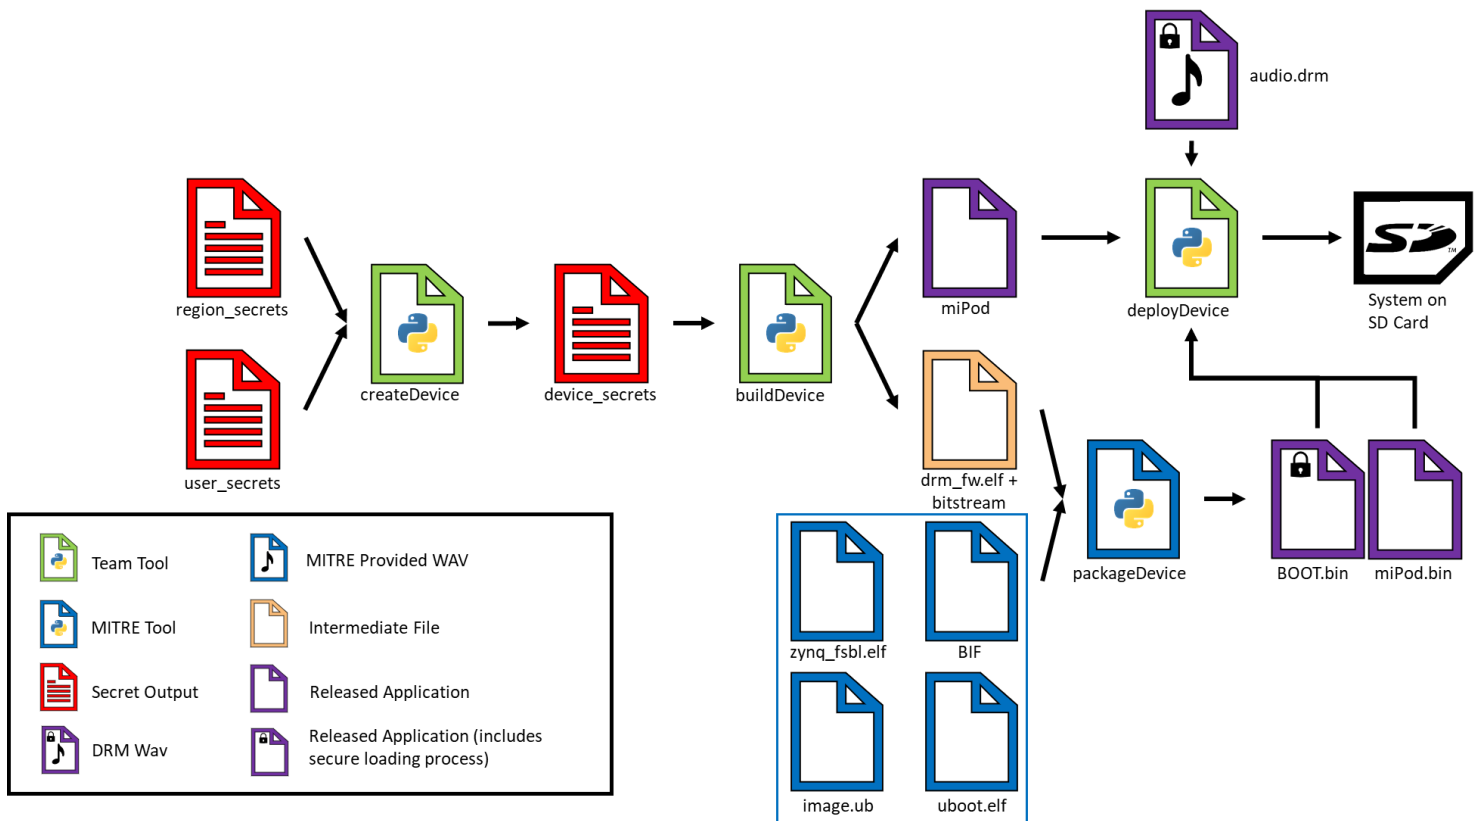 audio.drm
region_secrets
user_secrets
createDevice
device_secrets
buildDevice
miPod
deployDevice
SD
TM
System on
SD Card
drm_fw.elf +
bitstream
packageDevice
BOOT.bin
miPod.bin
zynq_fsbl.elf
BIF
image.ub
uboot.elf
Team Tool
MITRE Provided WAV
MITRE Tool
Intermediate File
Secret Output
Released Application
DRM Wav
Released Application (includes
secure loading process)